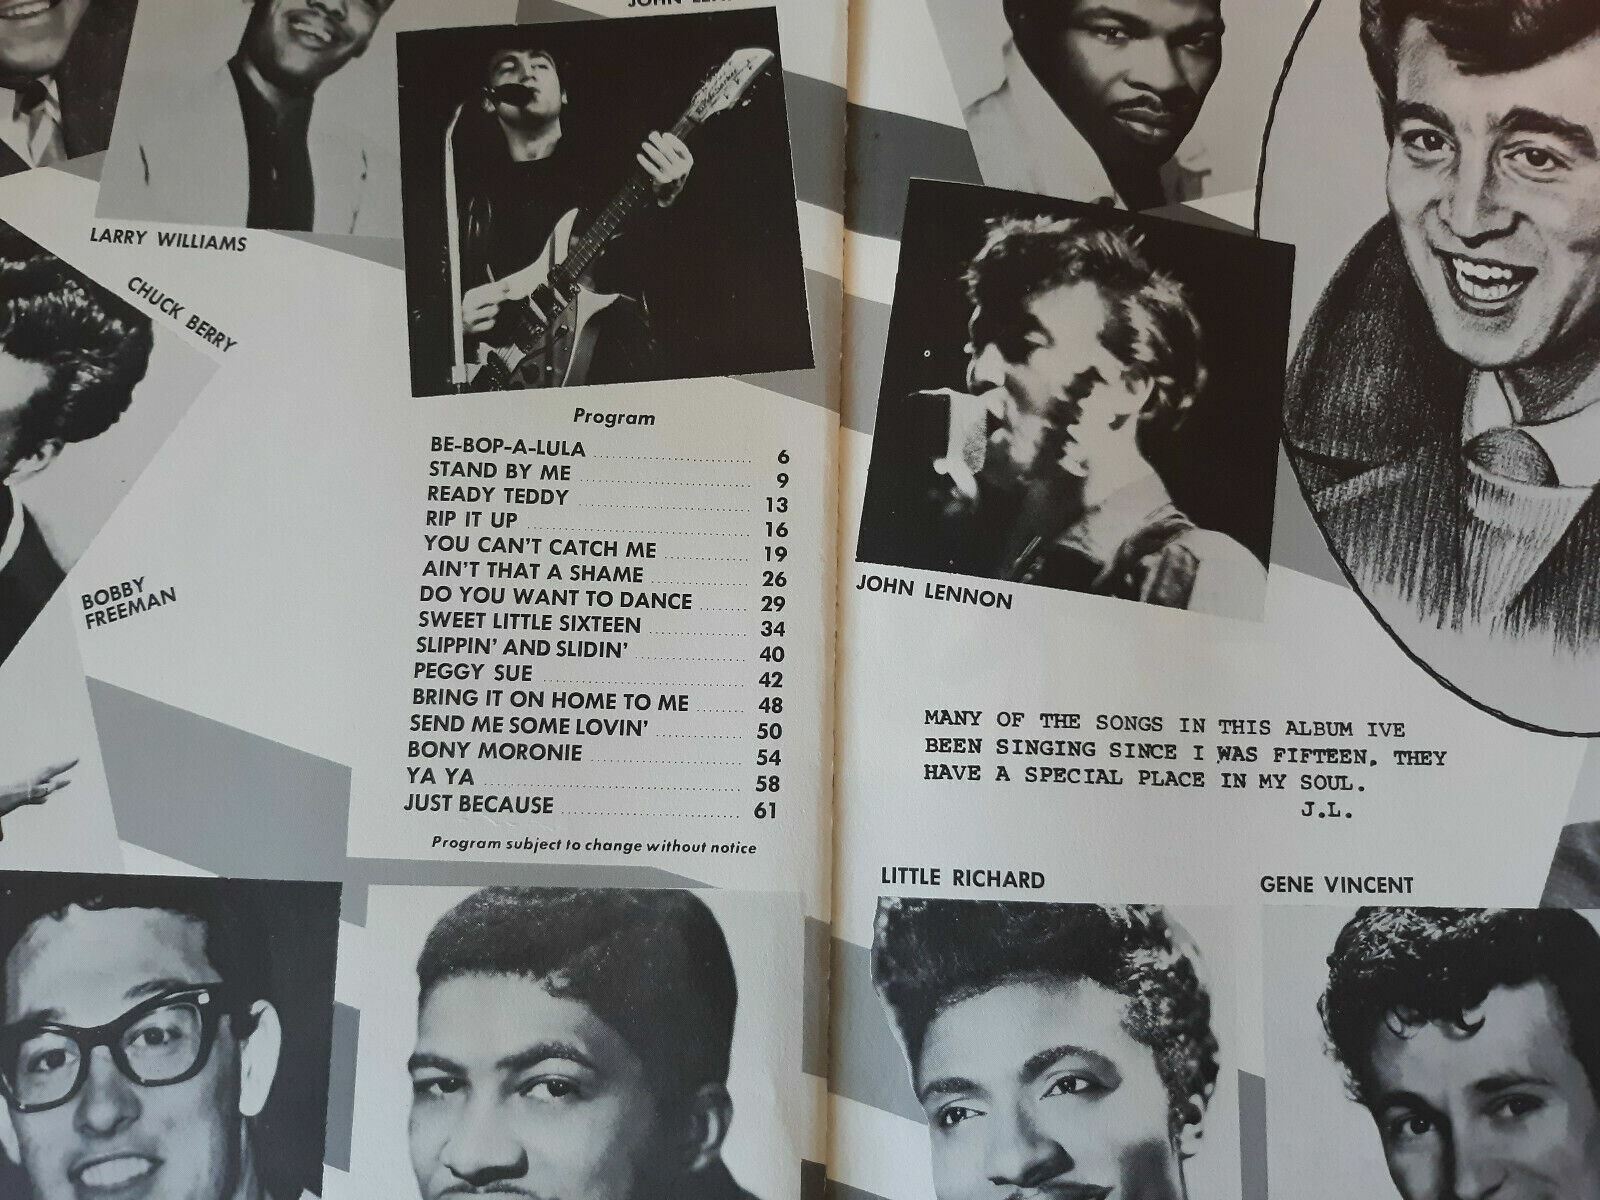 JOHN
LARRY WILLIAMS
CHUCK BERRY
BOBBY
FREEMAN
Program
BE-BOP-A-LULA ........ 6
STAND BY ME ........ 9
READY TEDDY ........ 13
RIP IT UP ........ 16
YOU CAN'T CATCH ME ........ 19
AIN'T THAT A SHAME ........ 26
DO YOU WANT TO DANCE ........ 29
SWEET LITTLE SIXTEEN ........ 34
SLIPPIN' AND SLIDIN' ........ 40
PEGGY SUE ........ 42
BRING IT ON HOME TO ME ........ 48
SEND ME SOME LOVIN' ........ 50
BONY MORONIE ........ 54
YA YA ........ 58
JUST BECAUSE ........ 61
Program subject to change without notice
JOHN LENNON
MANY OF THE SONGS IN THIS ALBUM IVE
BEEN SINGING SINCE I WAS FIFTEEN. THEY
HAVE A SPECIAL PLACE IN MY SOUL.
J.L.
LITTLE RICHARD
GENE VINCENT